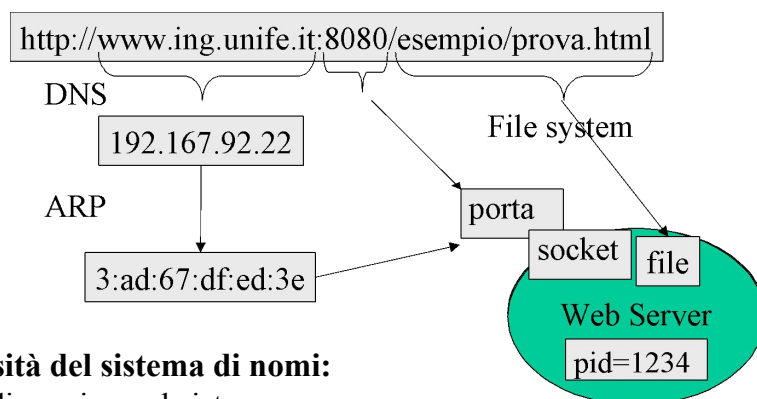 http://www.ing.unife.it:8080/esempio/prova.html
DNS
192.167.92.22
File system
ARP
porta
socket
file
3:ad:67:df:ed:3e
Web Server
pid=1234
sità del sistema di nomi: